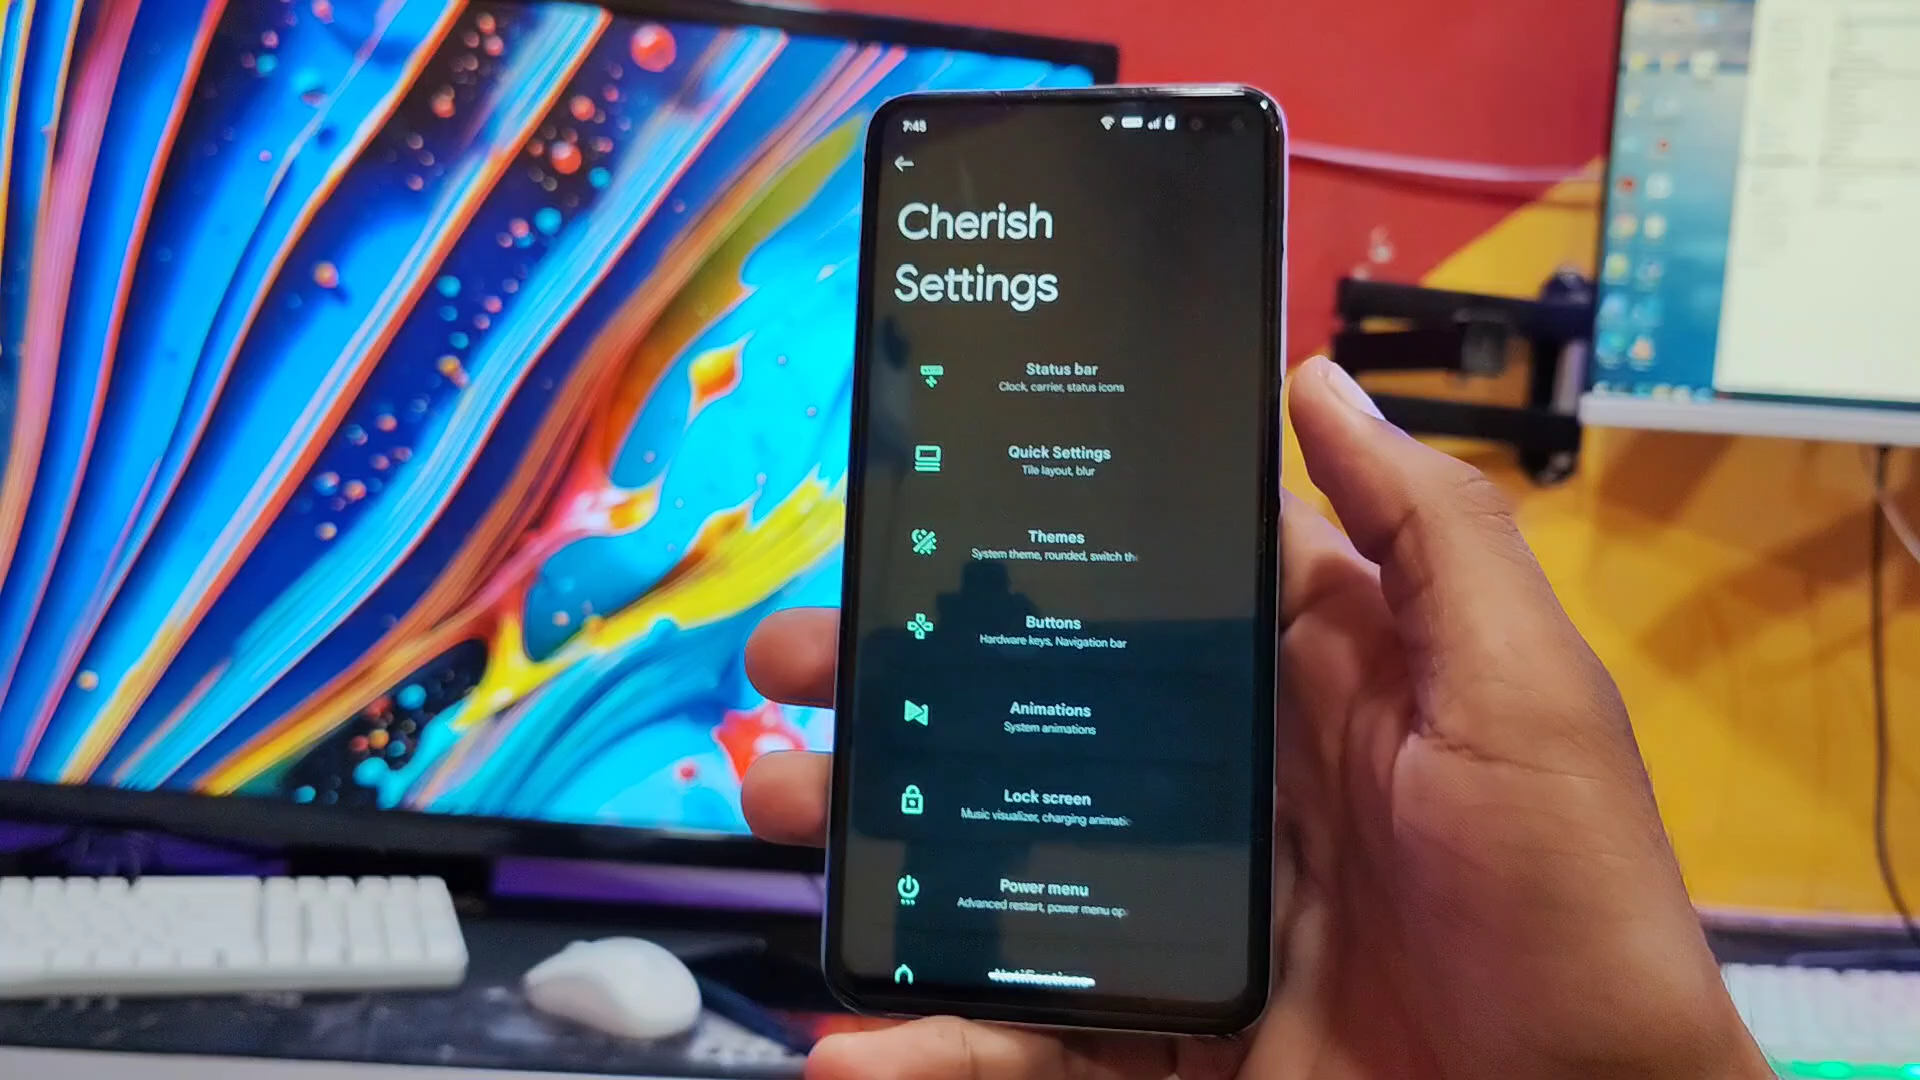 7:45
Cherish
Settings
Status bar
Clock, carrier, status icons
Quick Settings
Tile layout, blur
Themes
System theme, rounded, switch th
Buttons
Hardware keys, Navigation bar
Animations
System animations
Lock screen
Music visualizer, charging animatic
Power menu
Advanced restart, power menu op
Notifications